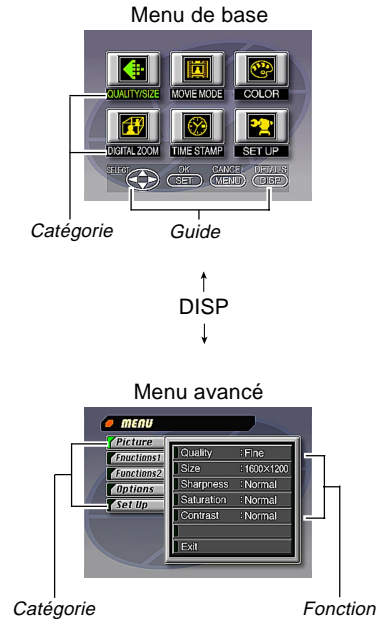 Menu de base
QUALITY/SIZE MOVIE MODE COLOR
DIGITAL ZOOM TIME STAMP SET UP
SELECT OK CANCEL DETAILS
SET MENU DISP
Catégorie Guide
DISP
Menu avancé
MENU
Picture
Fnuctions1
Functions2
Options
Set Up
Quality :Fine
Size :1600×1200
Sharpness :Normal
Saturation :Normal
Contrast :Normal
Exit
Catégorie Fonction